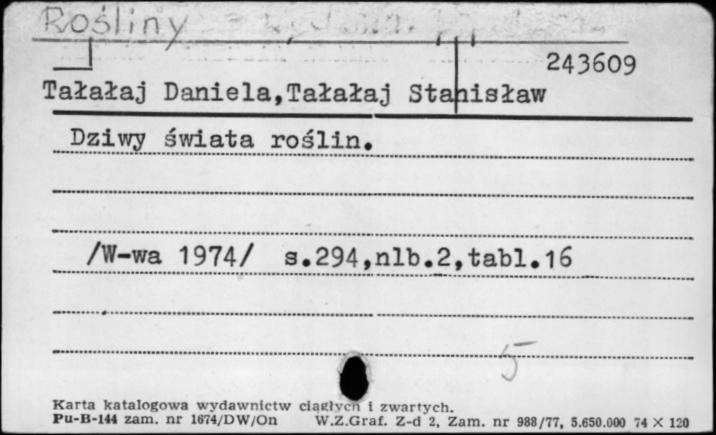 Rośliny
243609
Tałałaj Daniela,Tałałaj Stanisław
Dziwy świata roślin.
/W-wa 1974/ s.294,nlb.2,tabl.16
5
Karta katalogowa wydawnictw ciągłych i zwartych.
Pu-B-144 zam. nr 1674/DW/On W.Z.Graf. Z-d 2, Zam. nr 988/77, 5.650.000 74 × 120